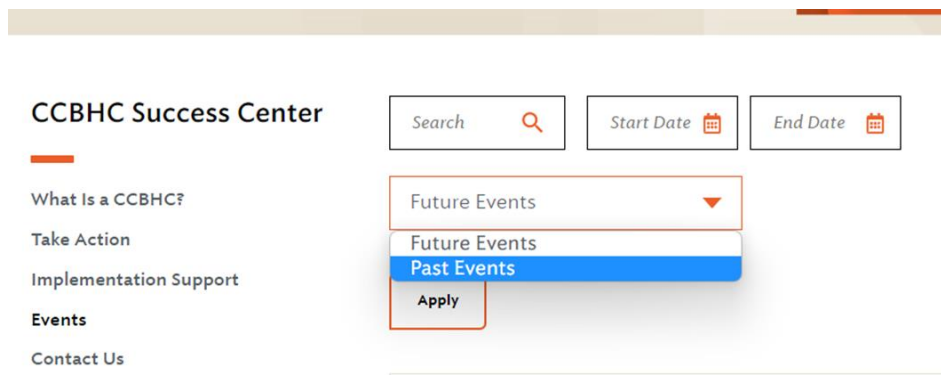 CCBHC Success Center
What Is a CCBHC?
Take Action
Implementation Support
Events
Contact Us
Search
Start Date
End Date
Future Events
Future Events
Past Events
Apply